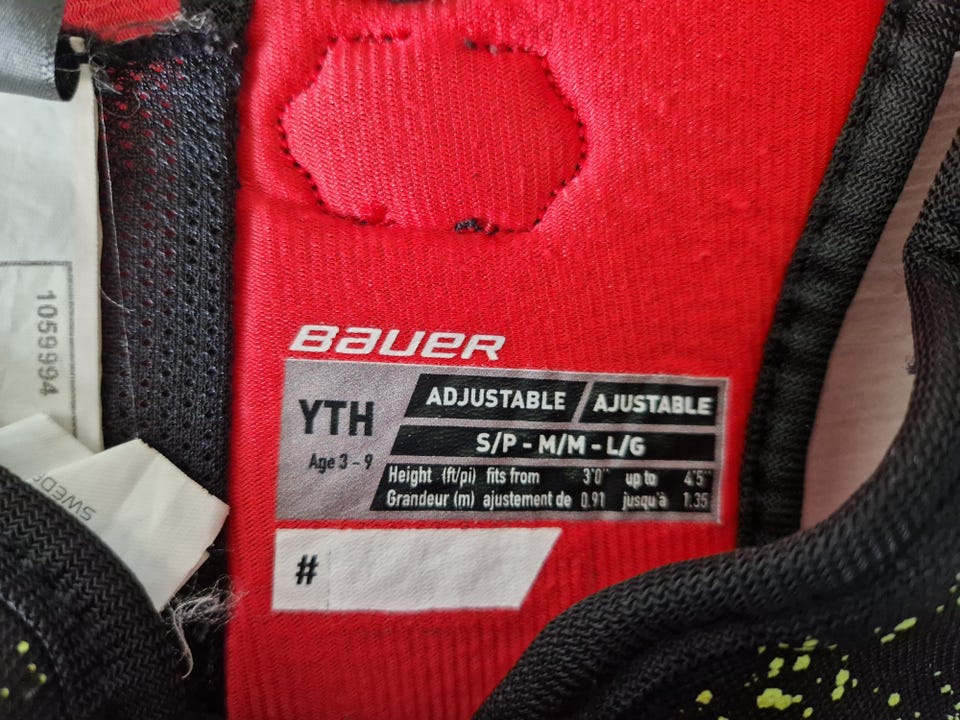 BAUER
YTH
Age 3 - 9
ADJUSTABLE
AJUSTABLE
S/P - M/M - L/G
Height (ft/pi) fits from 3'0" up to 4'5"
Grandeur (m) ajustement de 0.91 jusqu'à 1.35
#
1059994